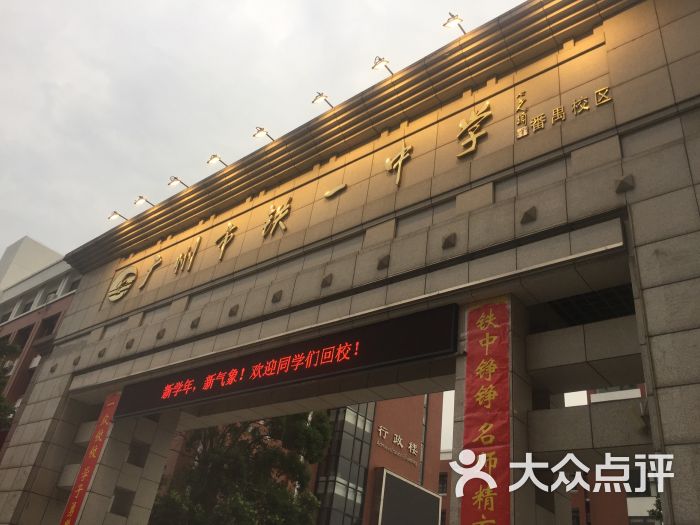 广州市铁一中学
番禺校区
新学年，新气象！欢迎同学们回校！
铁中铮铮 名师精
行政楼
大众点评